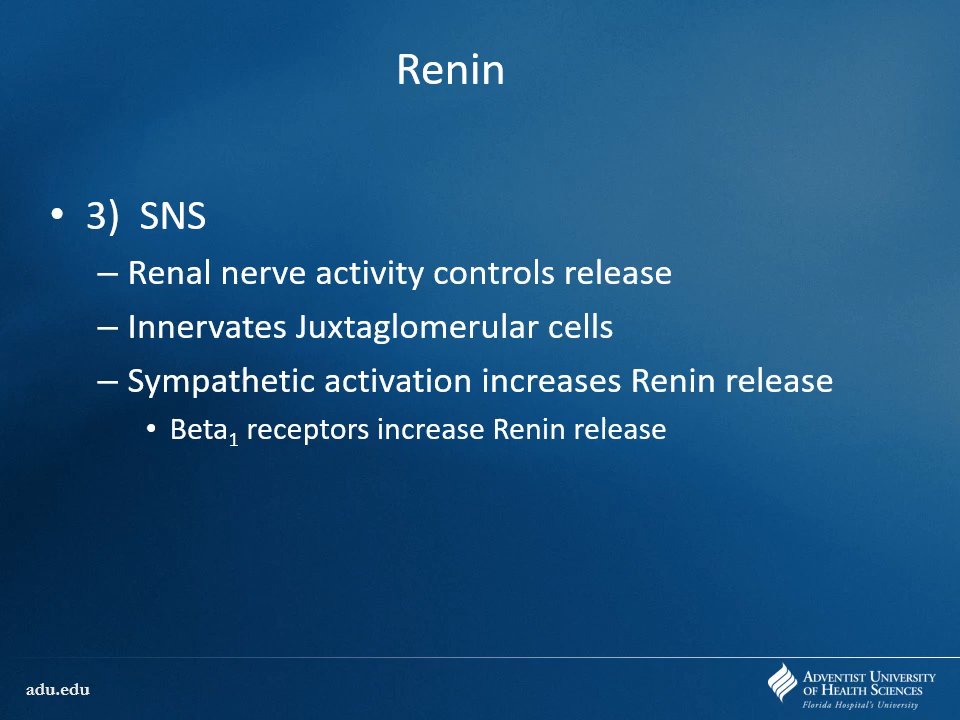 Renin
• 3) SNS
– Renal nerve activity controls release
– Innervates Juxtaglomerular cells
– Sympathetic activation increases Renin release
• Beta₁ receptors increase Renin release
adu.edu
ADVENTIST UNIVERSITY
OF HEALTH SCIENCES
Florida Hospital's University